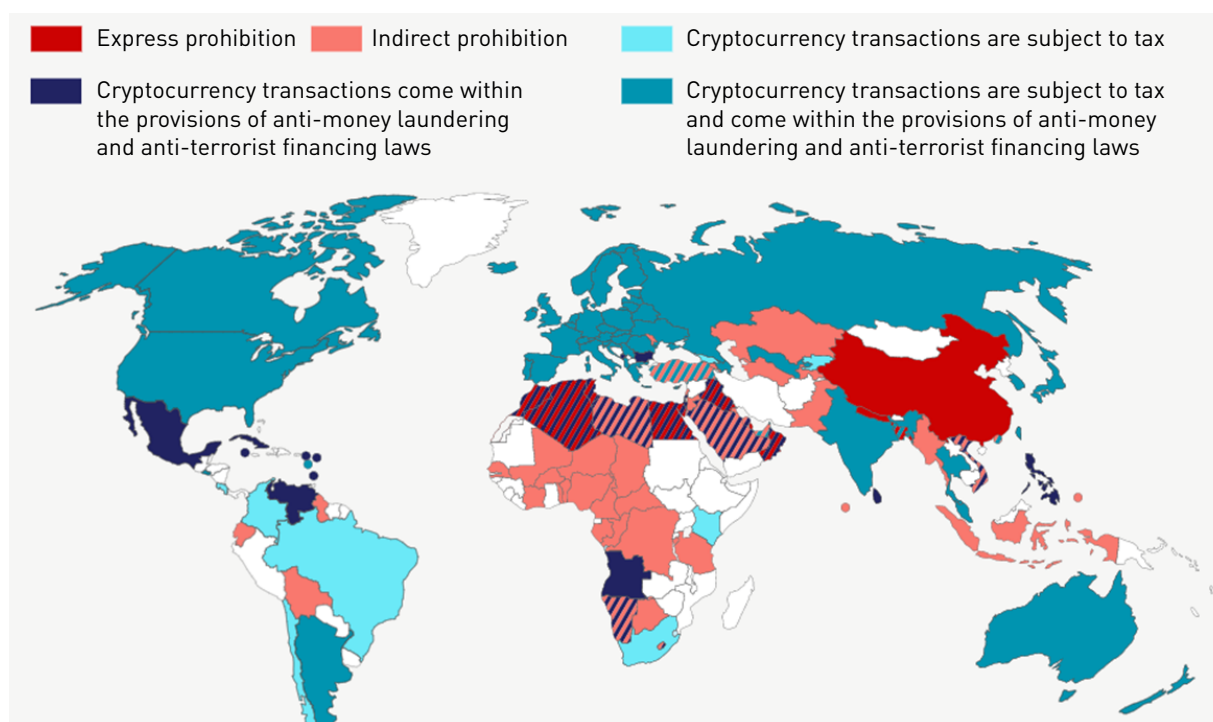 Express prohibition
Indirect prohibition
Cryptocurrency transactions are subject to tax
Cryptocurrency transactions come within
the provisions of anti-money laundering
and anti-terrorist financing laws
Cryptocurrency transactions are subject to tax
and come within the provisions of anti-money
laundering and anti-terrorist financing laws